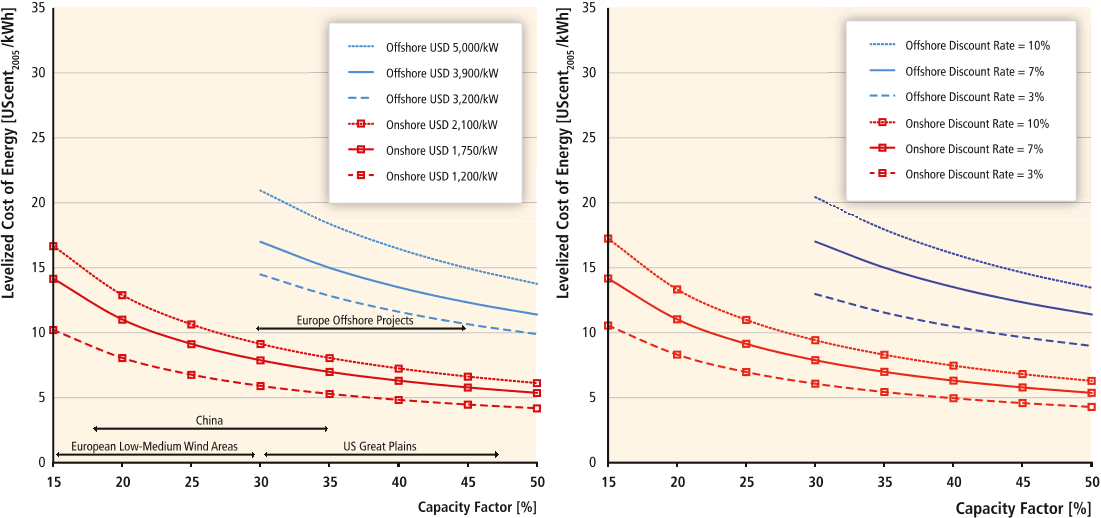 Levelized Cost of Energy [UScent2005/kWh]
35
30
25
20
15
10
5
0
Offshore USD 5,000/kW
Offshore USD 3,900/kW
Offshore USD 3,200/kW
Onshore USD 2,100/kW
Onshore USD 1,750/kW
Onshore USD 1,200/kW
Europe Offshore Projects
China
European Low-Medium Wind Areas
US Great Plains
15 20 25 30 35 40 45 50
Capacity Factor [%]
Levelized Cost of Energy [UScent2005/kWh]
35
30
25
20
15
10
5
0
Offshore Discount Rate = 10%
Offshore Discount Rate = 7%
Offshore Discount Rate = 3%
Onshore Discount Rate = 10%
Onshore Discount Rate = 7%
Onshore Discount Rate = 3%
15 20 25 30 35 40 45 50
Capacity Factor [%]